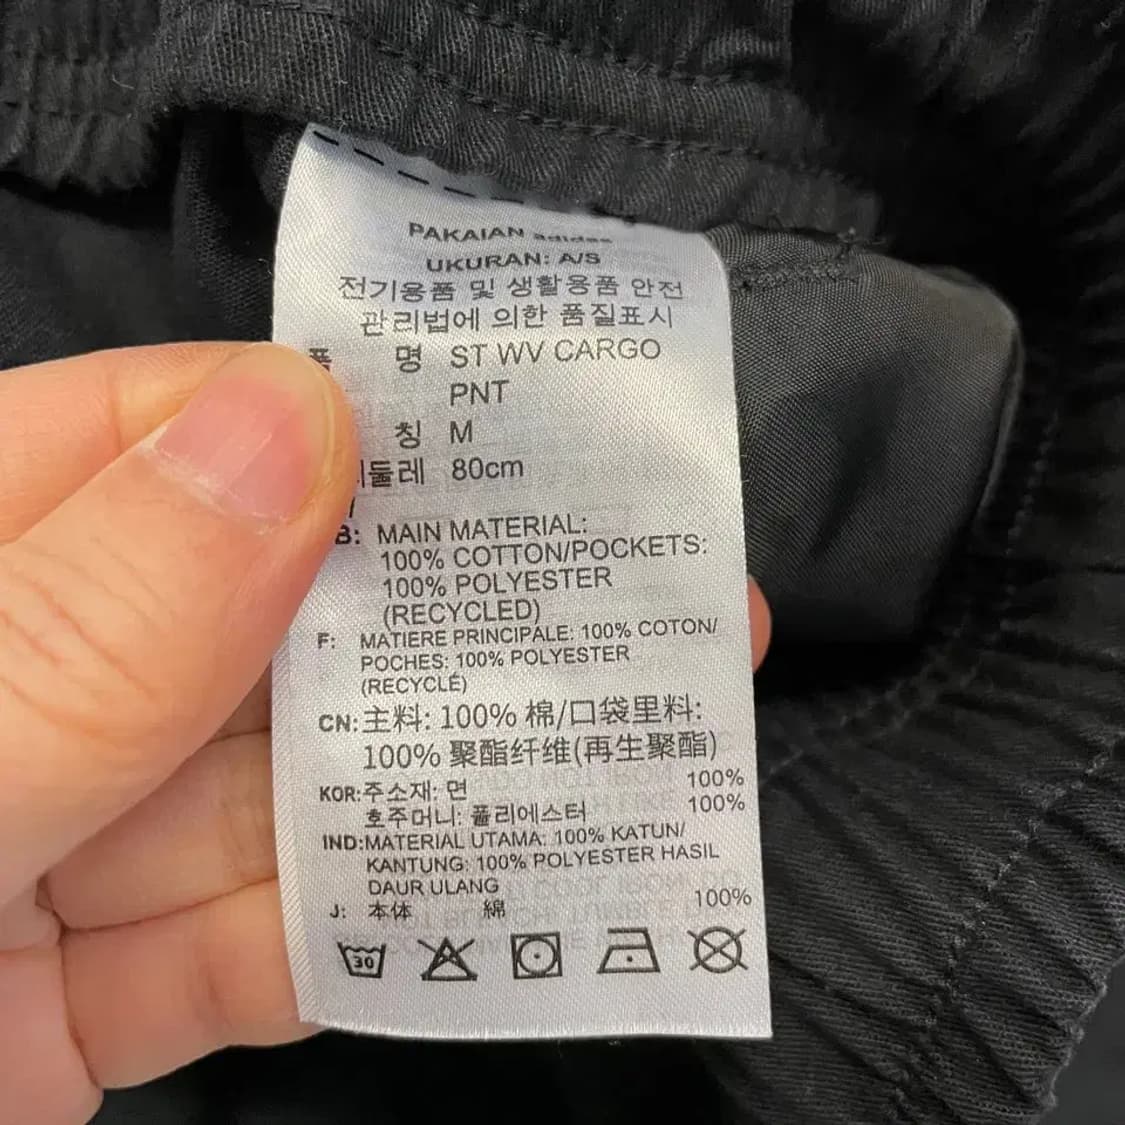 PAKAIAN adidas
UKURAN: A/S
전기용품 및 생활용품 안전
관리법에 의한 품질표시
품 명 ST WV CARGO
PNT
칭 M
리둘레 80cm
B: MAIN MATERIAL:
100% COTTON/POCKETS:
100% POLYESTER
(RECYCLED)
F: MATIERE PRINCIPALE: 100% COTON/
POCHES: 100% POLYESTER
(RECYCLÉ)
CN: 主料: 100% 棉/口袋里料:
100% 聚酯纤维(再生聚酯)
KOR:주소재: 면 100%
호주머니: 폴리에스터 100%
IND:MATERIAL UTAMA: 100% KATUN/
KANTUNG: 100% POLYESTER HASIL
DAUR ULANG
J: 本体 綿 100%
30